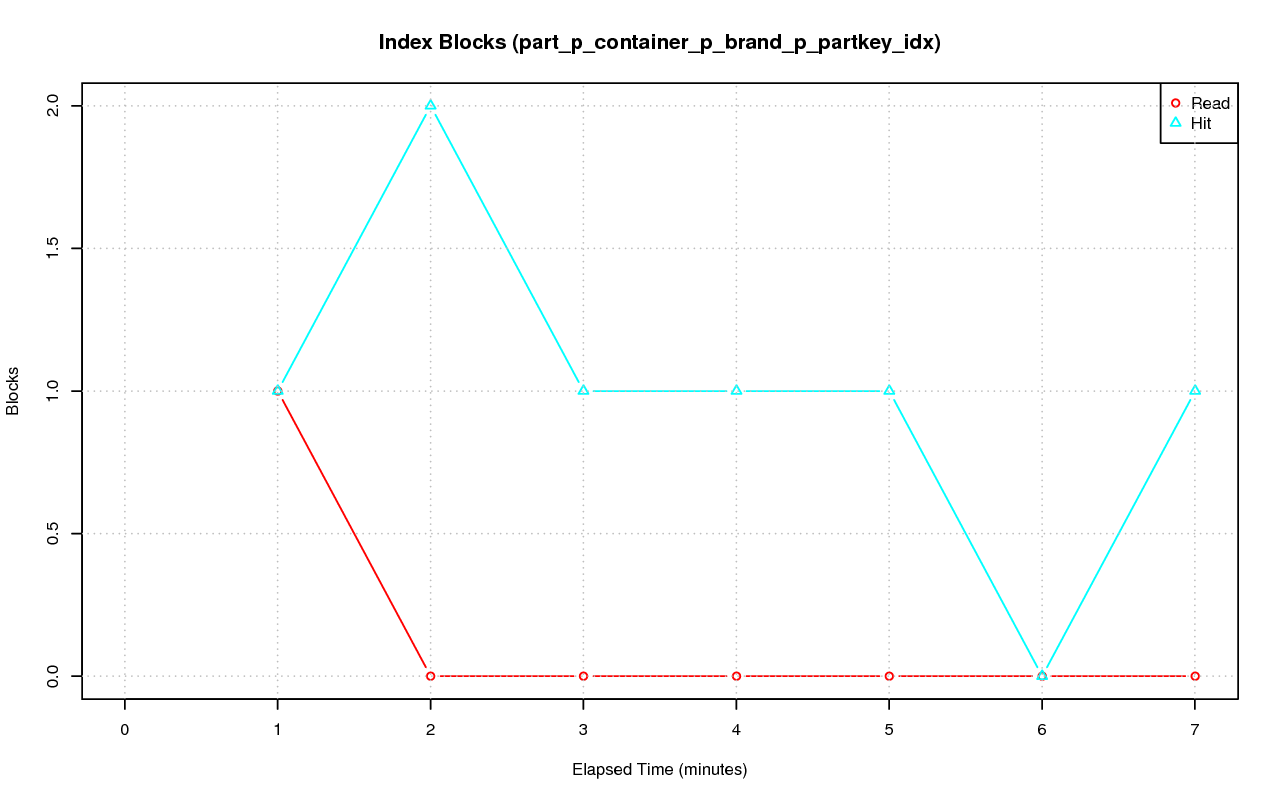 Index Blocks (part_p_container_p_brand_p_partkey_idx)
Read
Hit
2.0
1.5
1.0
0.5
0.0
Blocks
0 1 2 3 4 5 6 7
Elapsed Time (minutes)